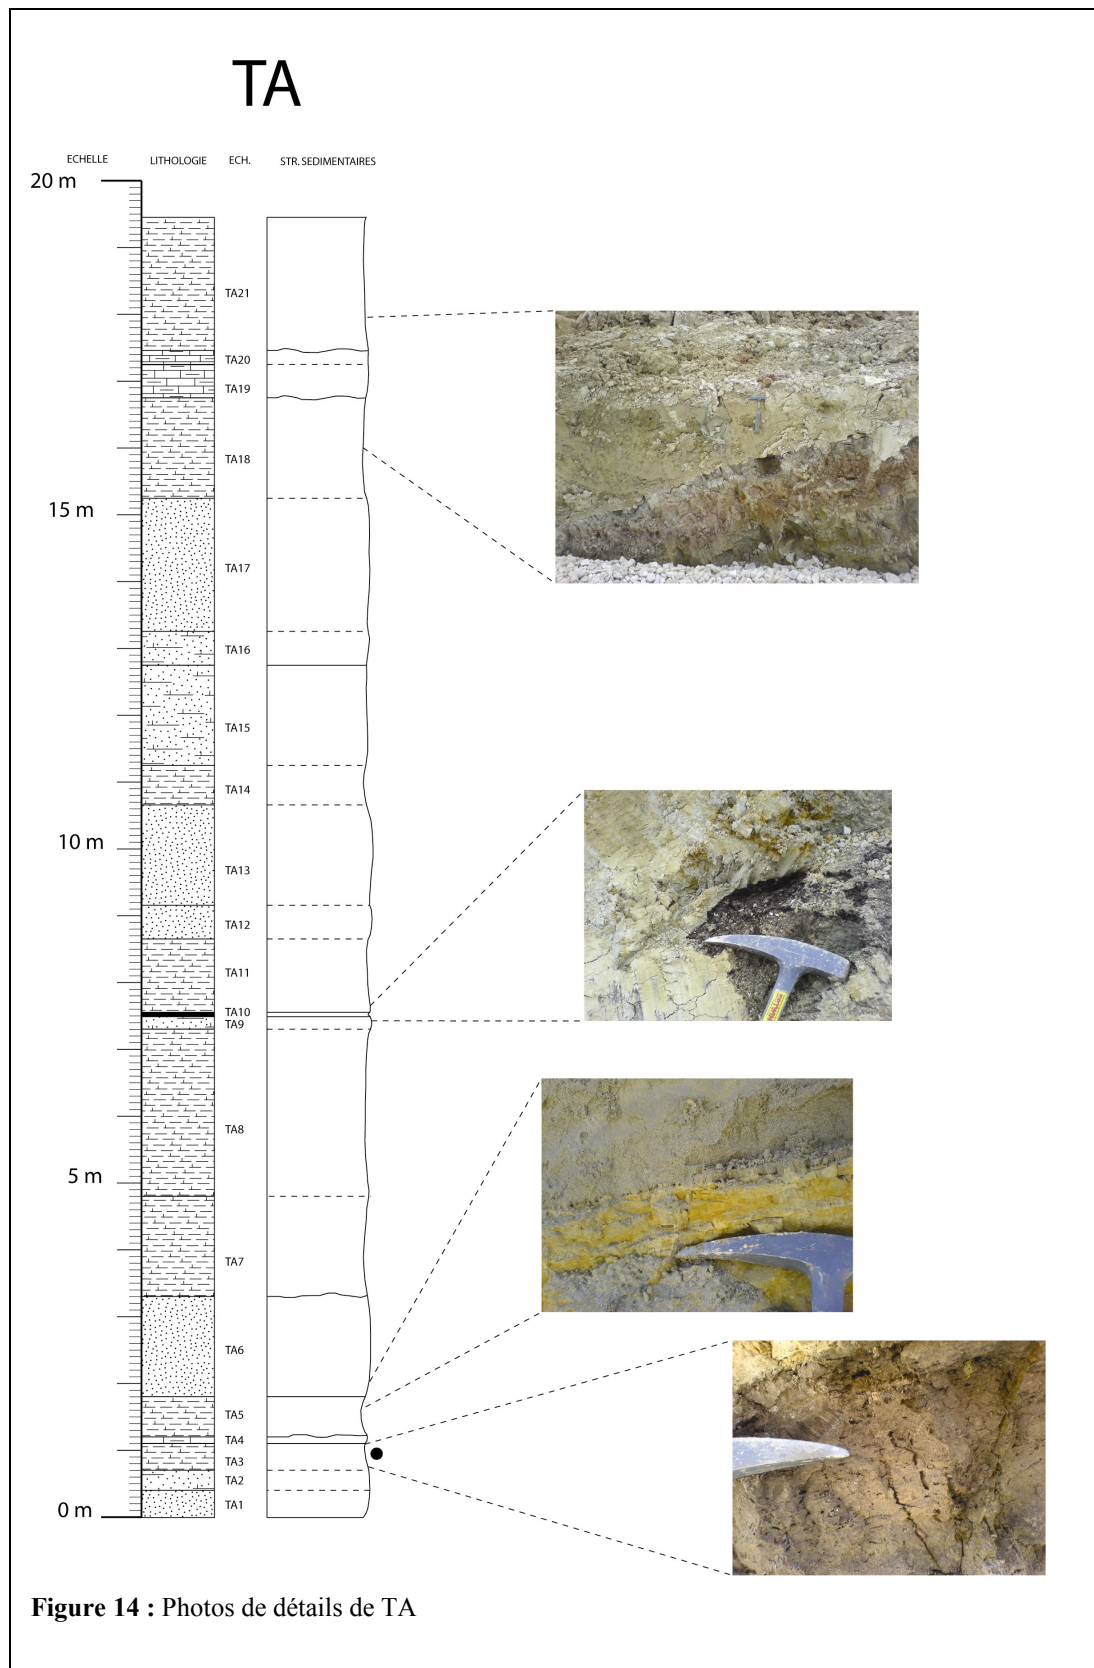 TA
ECHELLE LITHOLOGIE ECH. STR. SEDIMENTAIRES
20 m
TA21
TA20
TA19
TA18
15 m
TA17
TA16
TA15
TA14
10 m
TA13
TA12
TA11
TA10
TA9
TA8
5 m
TA7
TA6
TA5
TA4
TA3
TA2
TA1
0 m
Figure 14 : Photos de détails de TA